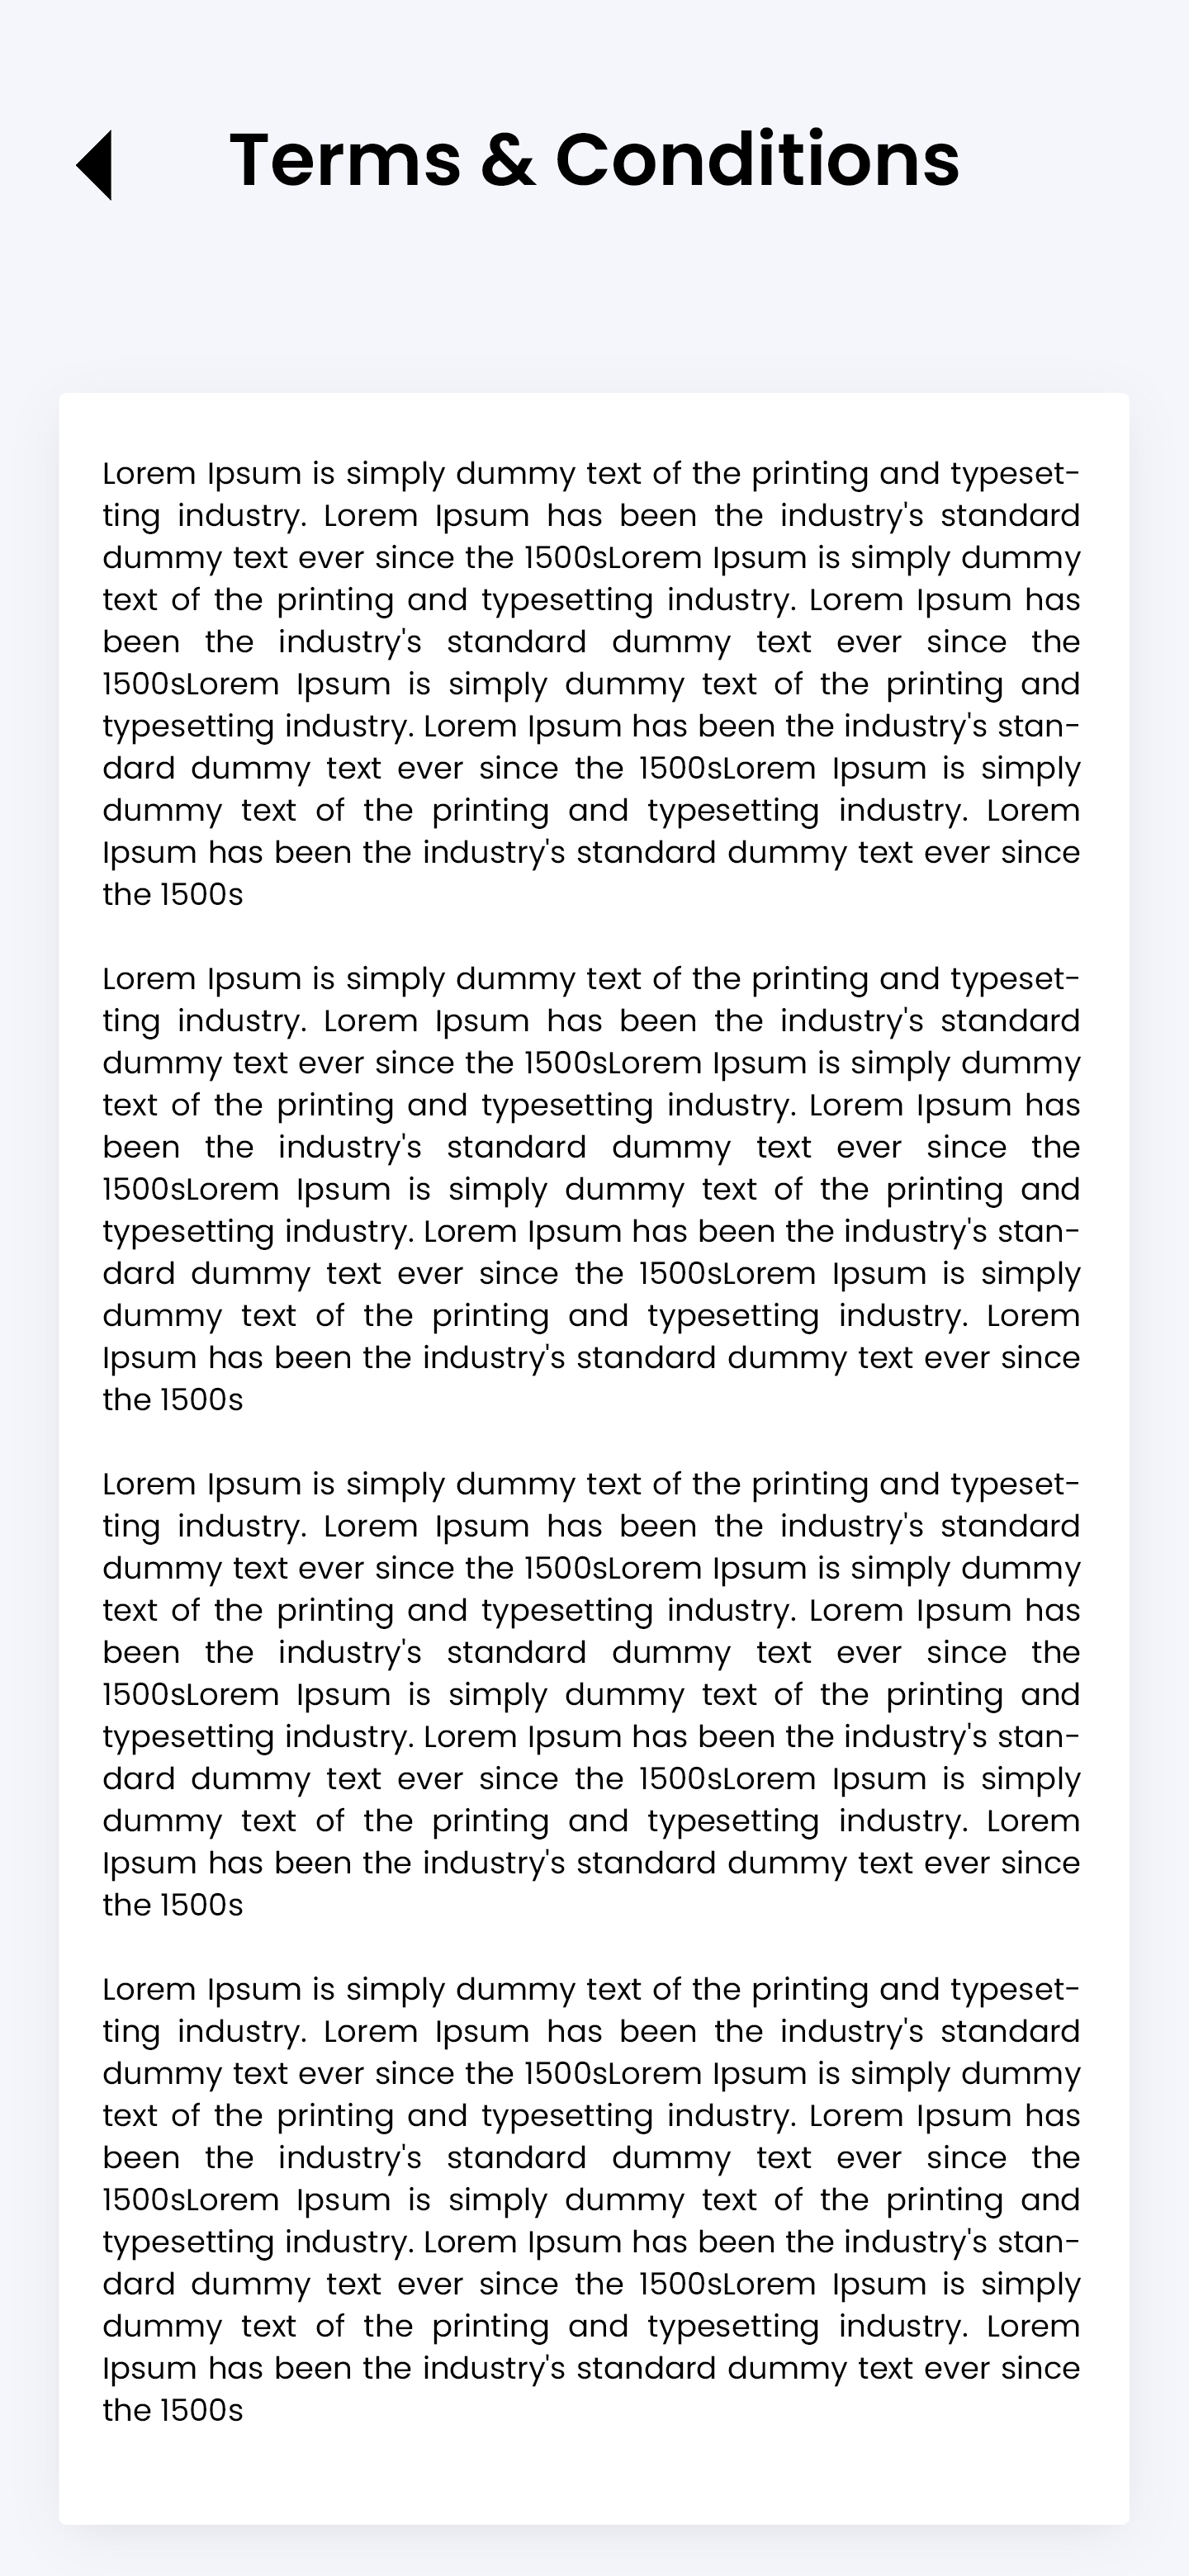 Terms & Conditions
Lorem Ipsum is simply dummy text of the printing and typeset-
ting industry. Lorem Ipsum has been the industry's standard
dummy text ever since the 1500sLorem Ipsum is simply dummy
text of the printing and typesetting industry. Lorem Ipsum has
been the industry's standard dummy text ever since the
1500sLorem Ipsum is simply dummy text of the printing and
typesetting industry. Lorem Ipsum has been the industry's stan-
dard dummy text ever since the 1500sLorem Ipsum is simply
dummy text of the printing and typesetting industry. Lorem
Ipsum has been the industry's standard dummy text ever since
the 1500s
Lorem Ipsum is simply dummy text of the printing and typeset-
ting industry. Lorem Ipsum has been the industry's standard
dummy text ever since the 1500sLorem Ipsum is simply dummy
text of the printing and typesetting industry. Lorem Ipsum has
been the industry's standard dummy text ever since the
1500sLorem Ipsum is simply dummy text of the printing and
typesetting industry. Lorem Ipsum has been the industry's stan-
dard dummy text ever since the 1500sLorem Ipsum is simply
dummy text of the printing and typesetting industry. Lorem
Ipsum has been the industry's standard dummy text ever since
the 1500s
Lorem Ipsum is simply dummy text of the printing and typeset-
ting industry. Lorem Ipsum has been the industry's standard
dummy text ever since the 1500sLorem Ipsum is simply dummy
text of the printing and typesetting industry. Lorem Ipsum has
been the industry's standard dummy text ever since the
1500sLorem Ipsum is simply dummy text of the printing and
typesetting industry. Lorem Ipsum has been the industry's stan-
dard dummy text ever since the 1500sLorem Ipsum is simply
dummy text of the printing and typesetting industry. Lorem
Ipsum has been the industry's standard dummy text ever since
the 1500s
Lorem Ipsum is simply dummy text of the printing and typeset-
ting industry. Lorem Ipsum has been the industry's standard
dummy text ever since the 1500sLorem Ipsum is simply dummy
text of the printing and typesetting industry. Lorem Ipsum has
been the industry's standard dummy text ever since the
1500sLorem Ipsum is simply dummy text of the printing and
typesetting industry. Lorem Ipsum has been the industry's stan-
dard dummy text ever since the 1500sLorem Ipsum is simply
dummy text of the printing and typesetting industry. Lorem
Ipsum has been the industry's standard dummy text ever since
the 1500s